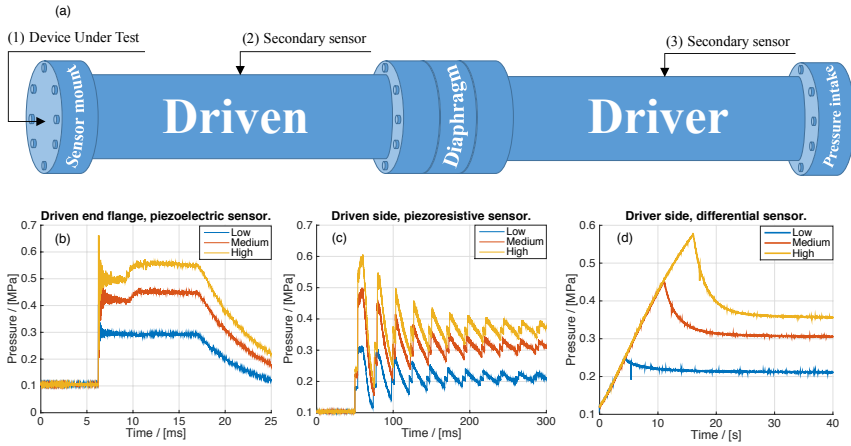 (a)
(1) Device Under Test
(2) Secondary sensor
(3) Secondary sensor
Sensor mount
Driven
Diaphragm
Driver
Pressure intake
Driven end flange, piezoelectric sensor.
(b)
Low
Medium
High
Pressure / [MPa]
0.7
0.6
0.5
0.4
0.3
0.2
0.1
0
0 5 10 15 20 25
Time / [ms]
Driven side, piezoresistive sensor.
(c)
Low
Medium
High
Pressure / [MPa]
0.7
0.6
0.5
0.4
0.3
0.2
0.1
0 100 200 300
Time / [ms]
Driver side, differential sensor.
(d)
Low
Medium
High
Pressure / [MPa]
0.6
0.5
0.4
0.3
0.2
0.1
0 10 20 30 40
Time / [s]